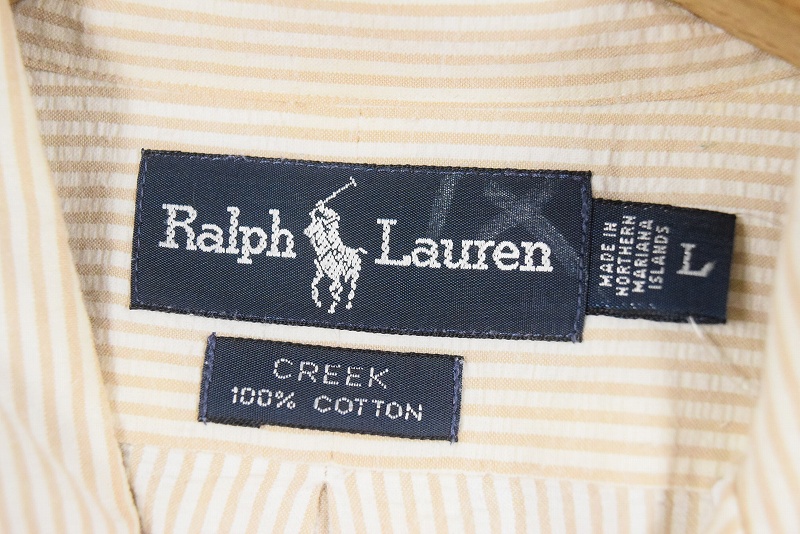 Ralph Lauren
MADE IN
NORTHERN
MARIANA
ISLANDS
L
CREEK
100% COTTON